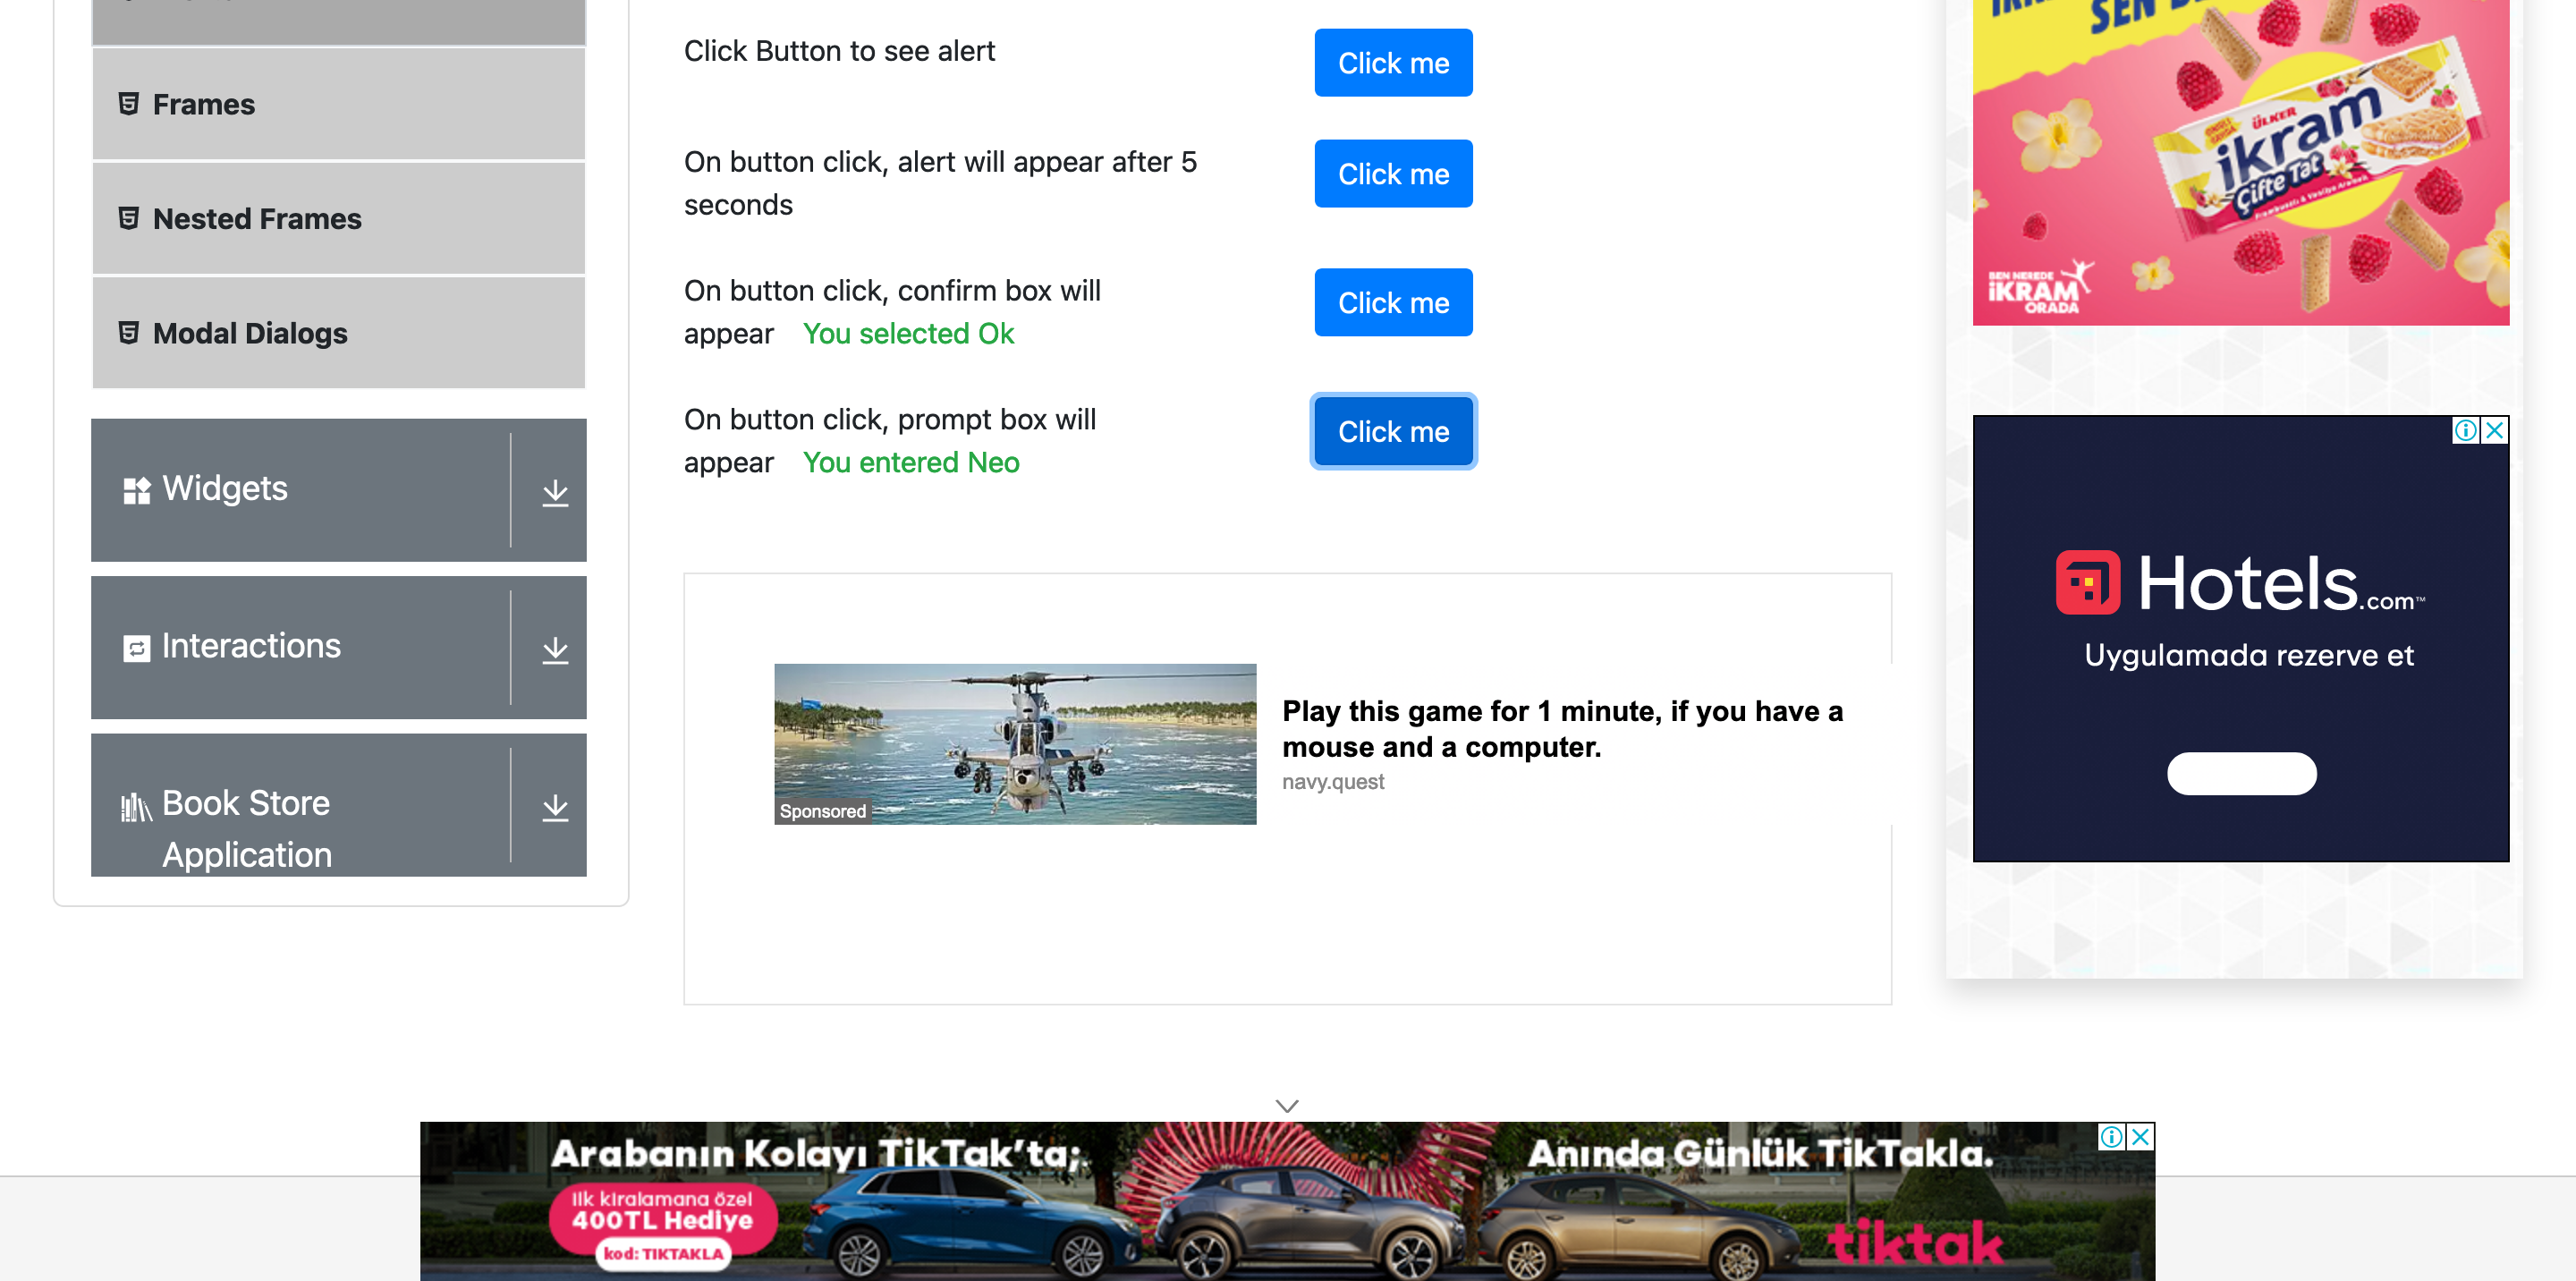 Frames
Nested Frames
Modal Dialogs
Widgets
Interactions
Book Store
Application
Click Button to see alert
Click me
On button click, alert will appear after 5
seconds
Click me
On button click, confirm box will
appear You selected Ok
Click me
On button click, prompt box will
appear You entered Neo
Click me
Sponsored
Play this game for 1 minute, if you have a
mouse and a computer.
navy.quest
ÜLKER
ikram
Çifte Tat
BEN NEREDE
iKRAM
ORADA
Hotels.com™
Uygulamada rezerve et
Arabanın Kolayı TikTak'ta;
Anında Günlük TikTakla.
İlk kiralamana özel
400TL Hediye
kod: TIKTAKLA
tiktak